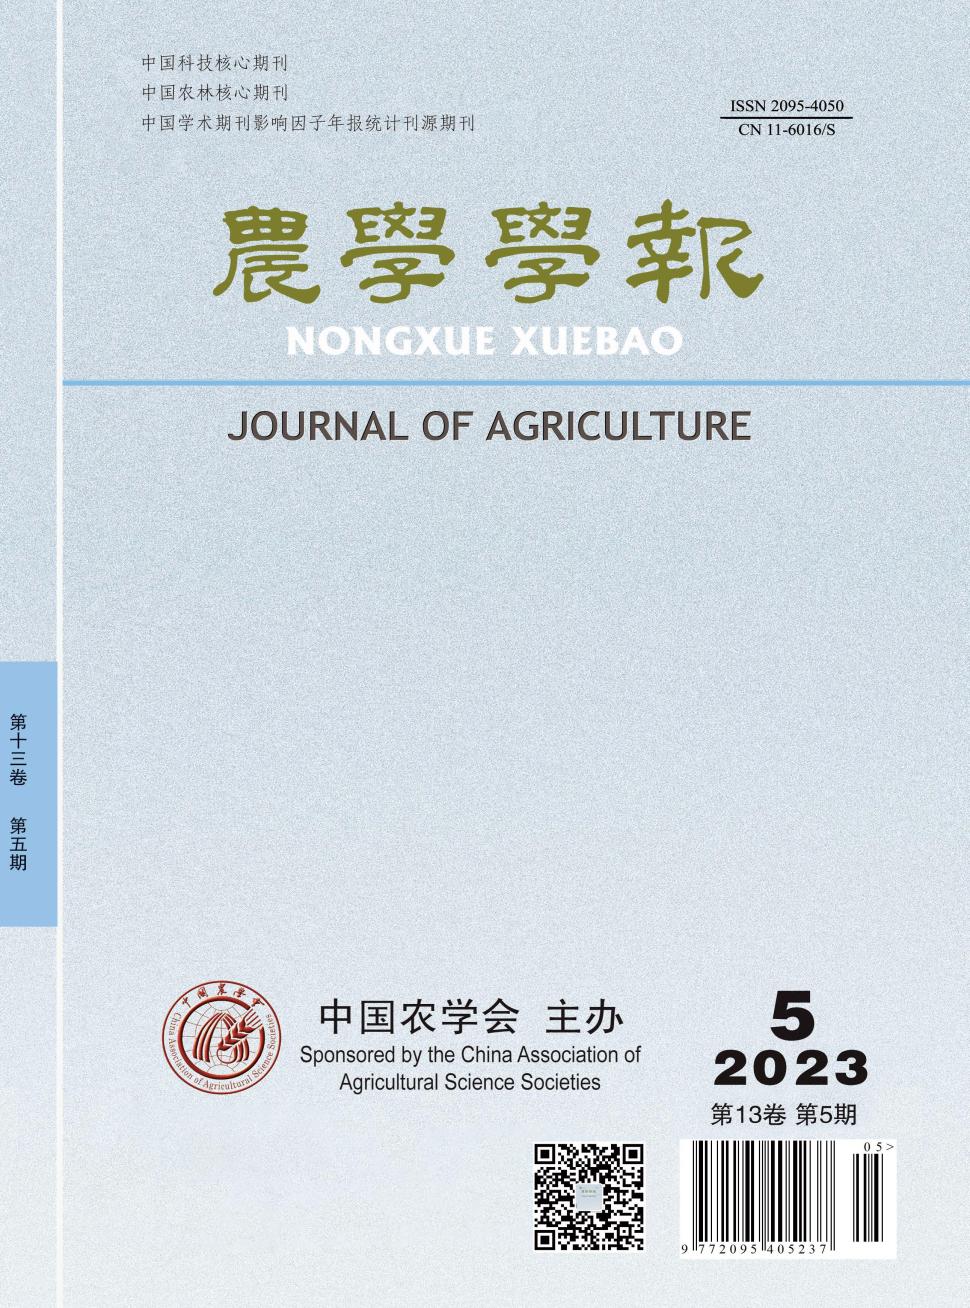 中国科技核心期刊
中国农林核心期刊
中国学术期刊影响因子年报统计刊源期刊
ISSN 2095-4050
CN 11-6016/S
農學學報
NONGXUE XUEBAO
JOURNAL OF AGRICULTURE
第十三卷 第五期
中國農學會
China Association of Agricultural Science Societies
中国农学会 主办
Sponsored by the China Association of
Agricultural Science Societies
5
2023
第13卷 第5期
05>
9 772095 405237